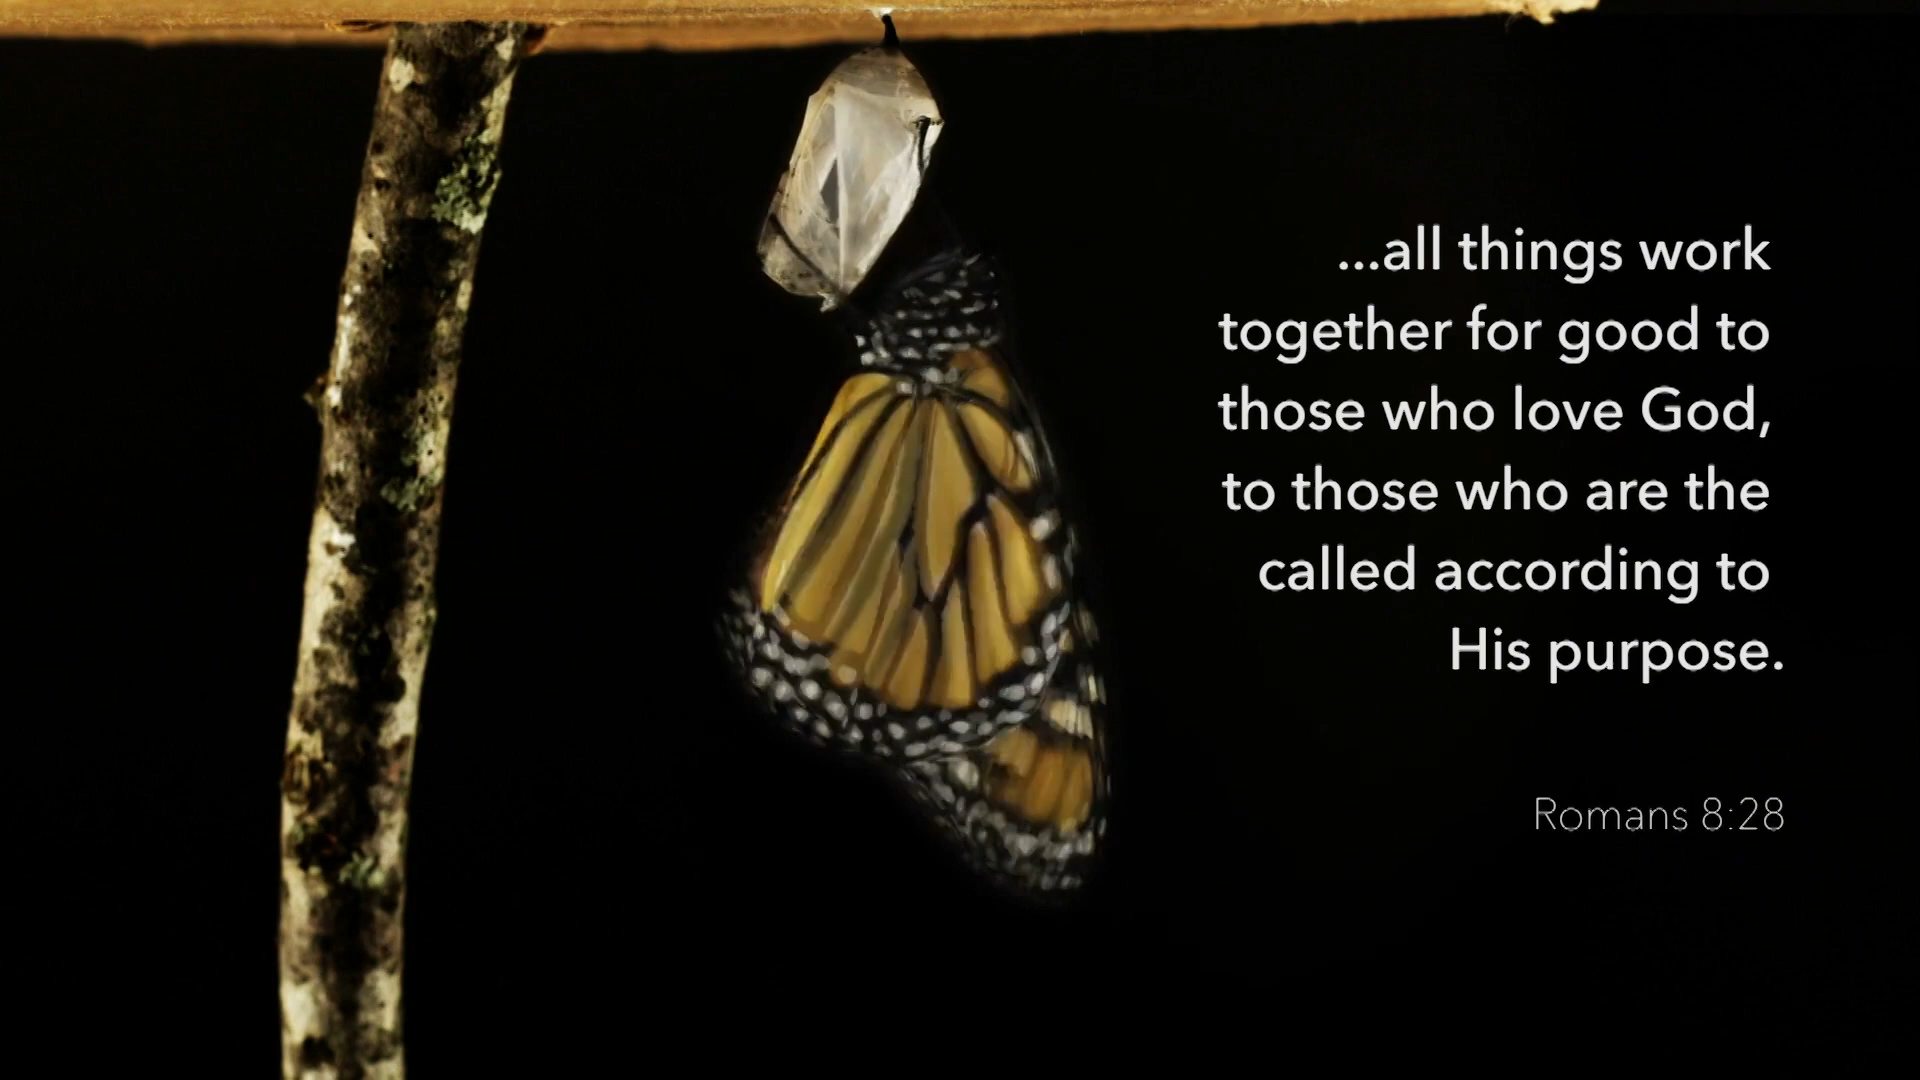 ...all things work
together for good to
those who love God,
to those who are the
called according to
His purpose.
Romans 8:28